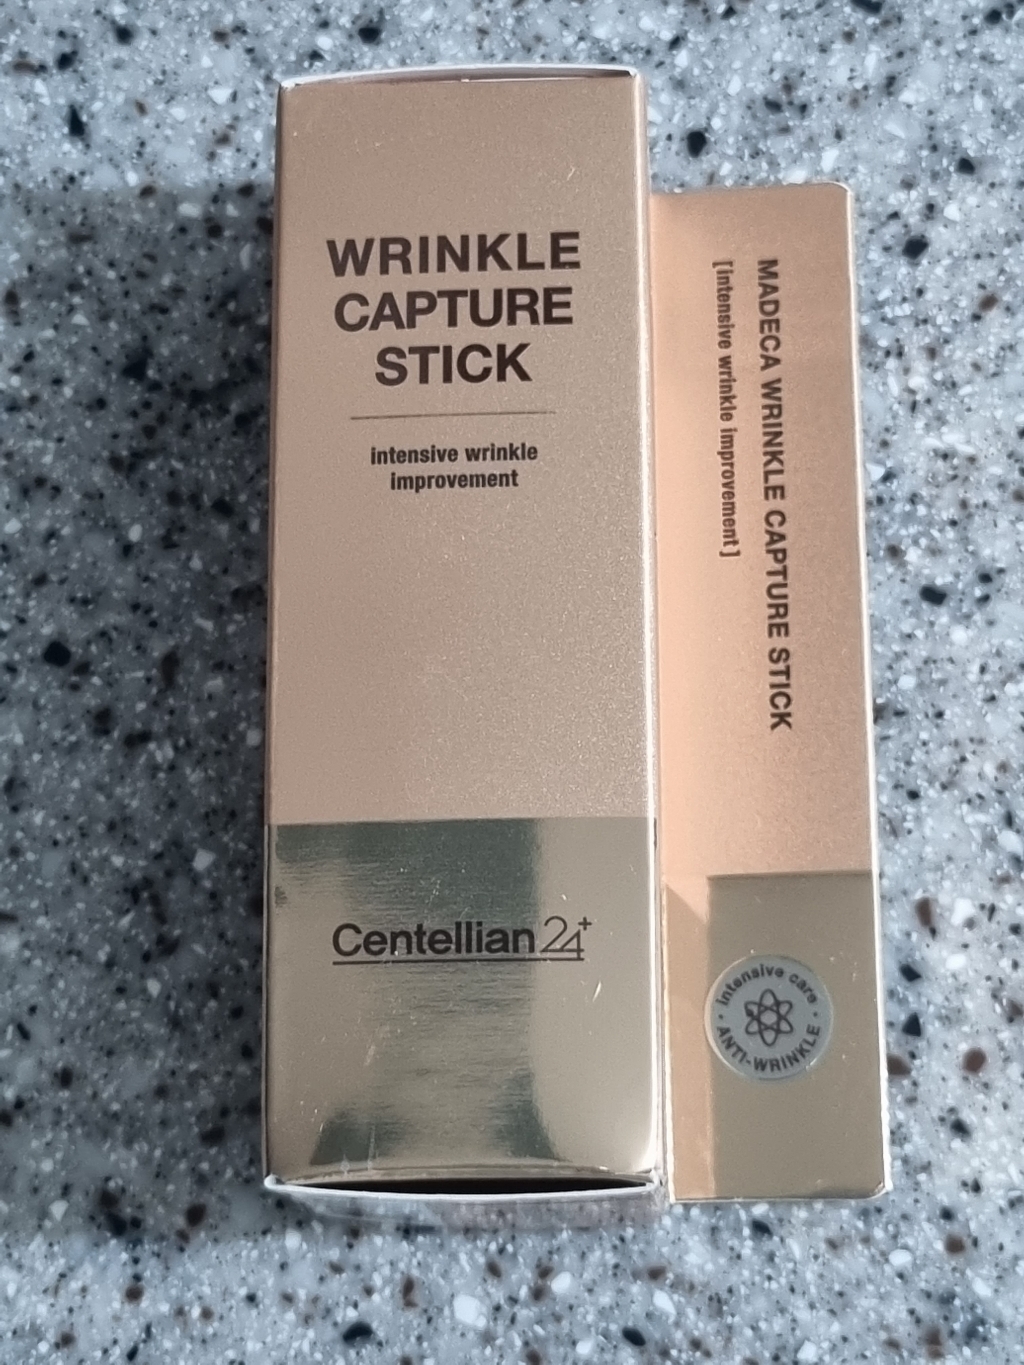 WRINKLE
CAPTURE
STICK
intensive wrinkle
improvement
Centellian24+
MADECA WRINKLE CAPTURE STICK
[intensive wrinkle improvement]
intensive care
ANTI-WRINKLE